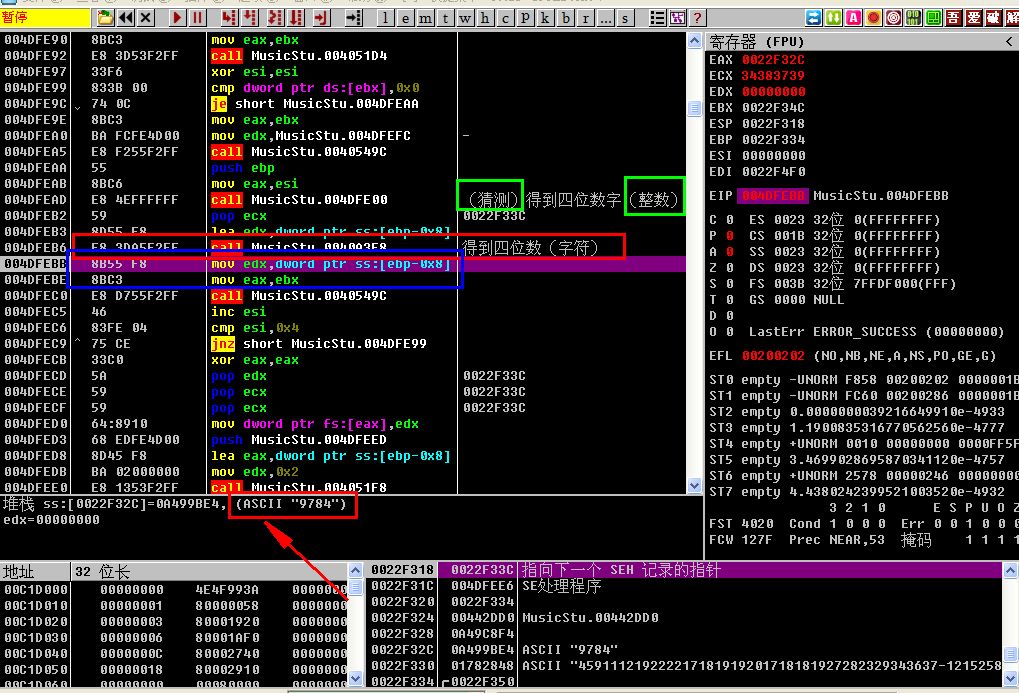 暂停
l e m t w h c P k b r ... s
?
吾 爱 破 解
004DFE90 8BC3 mov eax,ebx
004DFE92 E8 3D53F2FF call MusicStu.004051D4
004DFE97 33F6 xor esi,esi
004DFE99 833B 00 cmp dword ptr ds:[ebx],0x0
004DFE9C 74 0C je short MusicStu.004DFEAA
004DFE9E 8BC3 mov eax,ebx
004DFEA0 BA FCFE4D00 mov edx,MusicStu.004DFEFC -
004DFEA5 E8 F255F2FF call MusicStu.0040549C
004DFEAA 55 push ebp
004DFEAB 8BC6 mov eax,esi
004DFEAD E8 4EFFFFFF call MusicStu.004DFE00 (猜测)得到四位数字(整数)
004DFEB2 59 pop ecx 0022F33C
004DFEB3 8D55 F8 lea edx,dword ptr ss:[ebp-0x8]
004DFEB6 E8 3DA5F2FF call MusicStu.0040A3F8 得到四位数(字符)
004DFEBB 8B55 F8 mov edx,dword ptr ss:[ebp-0x8]
004DFEBE 8BC3 mov eax,ebx
004DFEC0 E8 D755F2FF call MusicStu.0040549C
004DFEC5 46 inc esi
004DFEC6 83FE 04 cmp esi,0x4
004DFEC9 ^ 75 CE jnz short MusicStu.004DFE99
004DFECB 33C0 xor eax,eax
004DFECD 5A pop edx 0022F33C
004DFECE 59 pop ecx 0022F33C
004DFECF 59 pop ecx 0022F33C
004DFED0 64:8910 mov dword ptr fs:[eax],edx
004DFED3 68 EDFE4D00 push MusicStu.004DFEED
004DFED8 8D45 F8 lea eax,dword ptr ss:[ebp-0x8]
004DFEDB BA 02000000 mov edx,0x2
004DFEE0 E8 1353F2FF call MusicStu.004051F8
堆栈 ss:[0022F32C]=0A499BE4, (ASCII "9784")
edx=00000000
寄存器 (FPU) <
EAX 0022F32C
ECX 34383739
EDX 00000000
EBX 0022F34C
ESP 0022F318
EBP 0022F334
ESI 00000000
EDI 0022F4F0
EIP 004DFEBB MusicStu.004DFEBB
C 0 ES 0023 32位 0(FFFFFFFF)
P 0 CS 001B 32位 0(FFFFFFFF)
A 0 SS 0023 32位 0(FFFFFFFF)
Z 0 DS 0023 32位 0(FFFFFFFF)
S 0 FS 003B 32位 7FFDF000(FFF)
T 0 GS 0000 NULL
D 0
O 0 LastErr ERROR_SUCCESS (00000000)
EFL 00200202 (NO,NB,NE,A,NS,PO,GE,G)
ST0 empty -UNORM F858 00200202 0000001B
ST1 empty -UNORM FC60 00200286 0000001B
ST2 empty 0.0000000039216649910e-4933
ST3 empty 1.1900835316770562560e-4777
ST4 empty +UNORM 0010 00000000 0000FF5F
ST5 empty 3.4699028695870341120e-4757
ST6 empty +UNORM 2578 00000246 00000000
ST7 empty 4.4380242399521003520e-4932
3 2 1 0 E S P U O Z
FST 4020 Cond 1 0 0 0 Err 0 0 1 0 0 0
FCW 127F Prec NEAR,53 掩码 1 1 1 1
地址 32 位长
00C1D000 00000000 4E4F993A 0000000
00C1D010 00000001 80000058 0000000
00C1D020 00000003 80001920 0000000
00C1D030 00000006 80001AF0 0000000
00C1D040 0000000C 80002740 0000000
00C1D050 00000018 80002910 0000000
0022F318 0022F33C 指向下一个 SEH 记录的指针
0022F31C 004DFEE6 SE处理程序
0022F320 0022F334
0022F324 00442DD0 MusicStu.00442DD0
0022F328 0A49C8F4
0022F32C 0A499BE4 ASCII "9784"
0022F330 01782848 ASCII "459111219222217181919201718181927282329343637-1215258
0022F334 0022F350